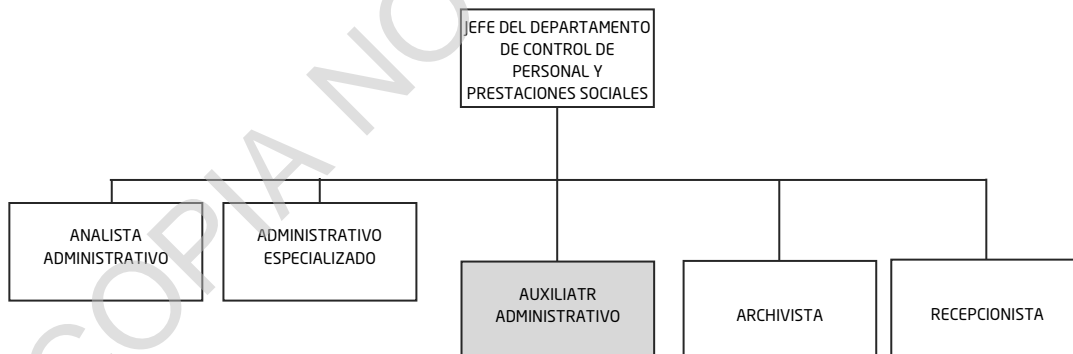 JEFE DEL DEPARTAMENTO
DE CONTROL DE
PERSONAL Y
PRESTACIONES SOCIALES
ANALISTA
ADMINISTRATIVO
ADMINISTRATIVO
ESPECIALIZADO
AUXILIATR
ADMINISTRATIVO
ARCHIVISTA
RECEPCIONISTA
COPIA NO